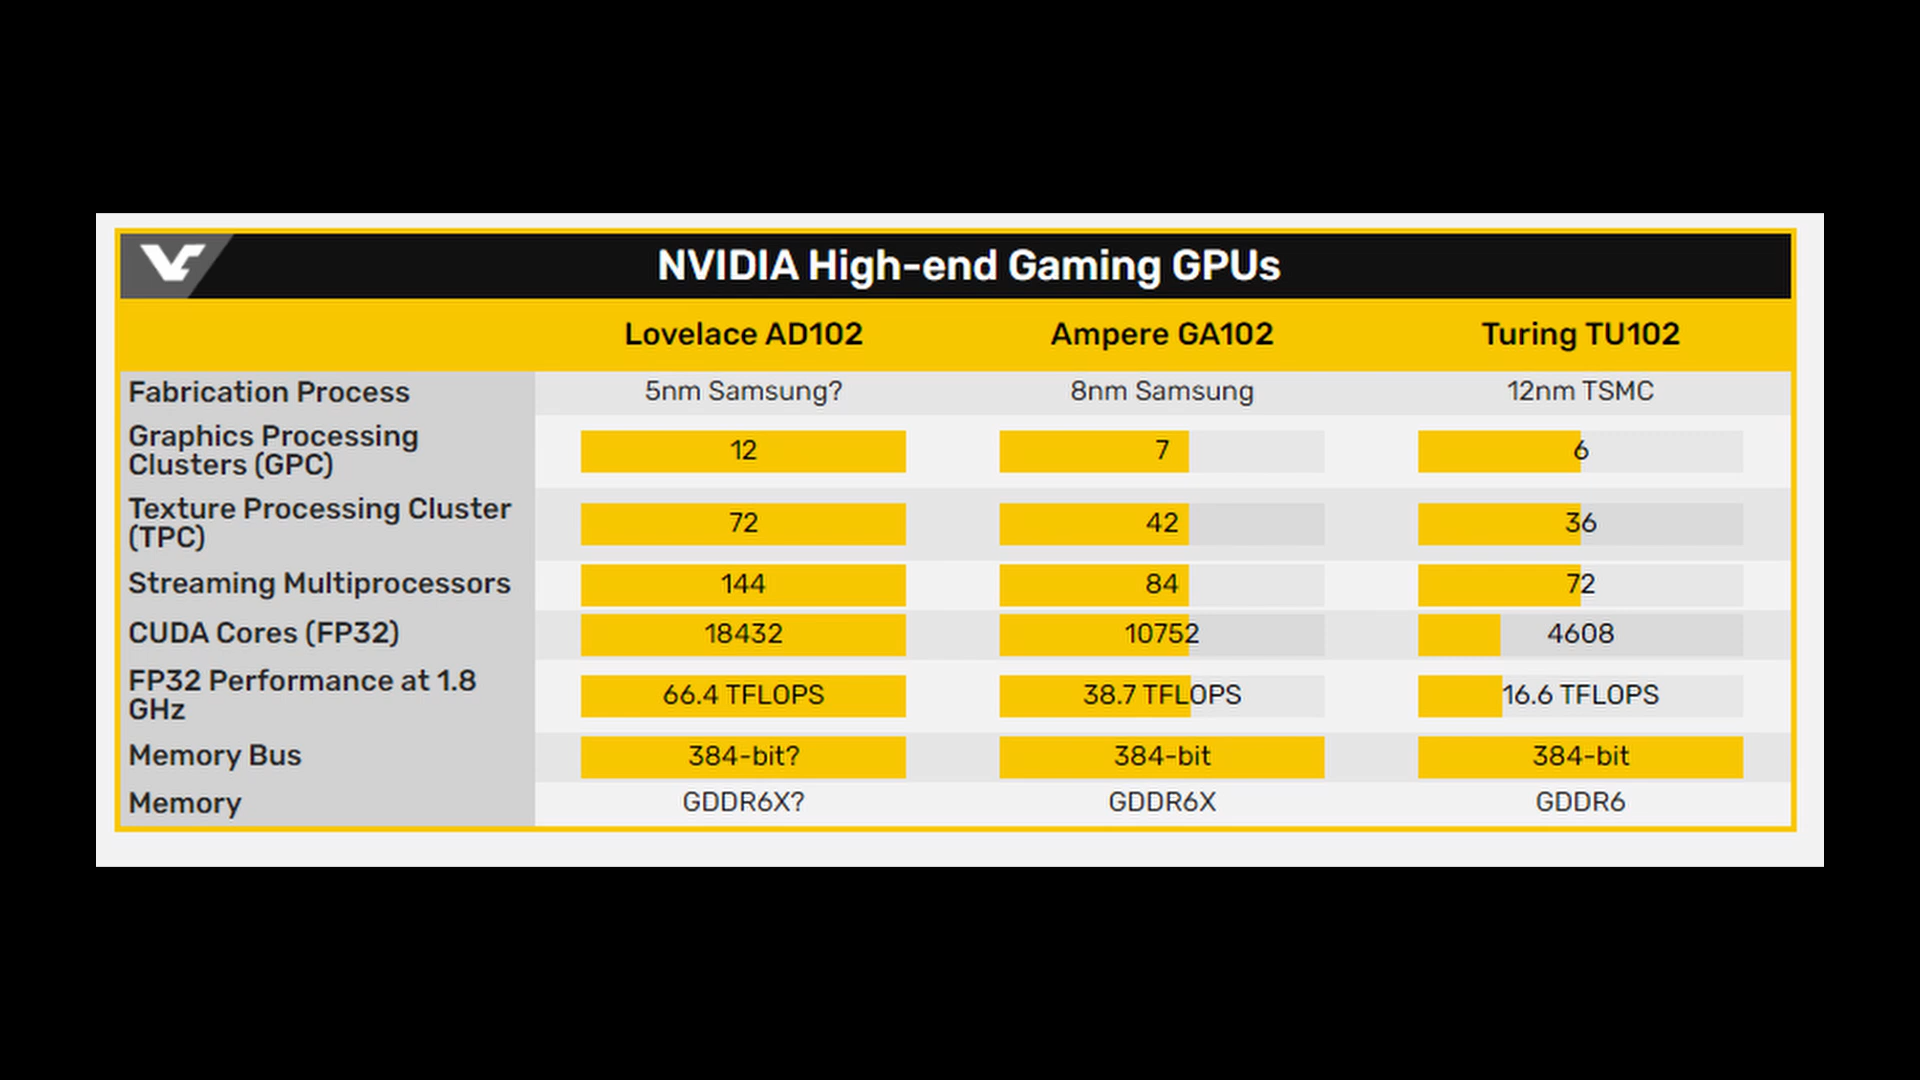 NVIDIA High-end Gaming GPUs
Lovelace AD102 Ampere GA102 Turing TU102
Fabrication Process 5nm Samsung? 8nm Samsung 12nm TSMC
Graphics Processing
Clusters (GPC) 12 7 6
Texture Processing Cluster
(TPC) 72 42 36
Streaming Multiprocessors 144 84 72
CUDA Cores (FP32) 18432 10752 4608
FP32 Performance at 1.8
GHz 66.4 TFLOPS 38.7 TFLOPS 16.6 TFLOPS
Memory Bus 384-bit? 384-bit 384-bit
Memory GDDR6X? GDDR6X GDDR6